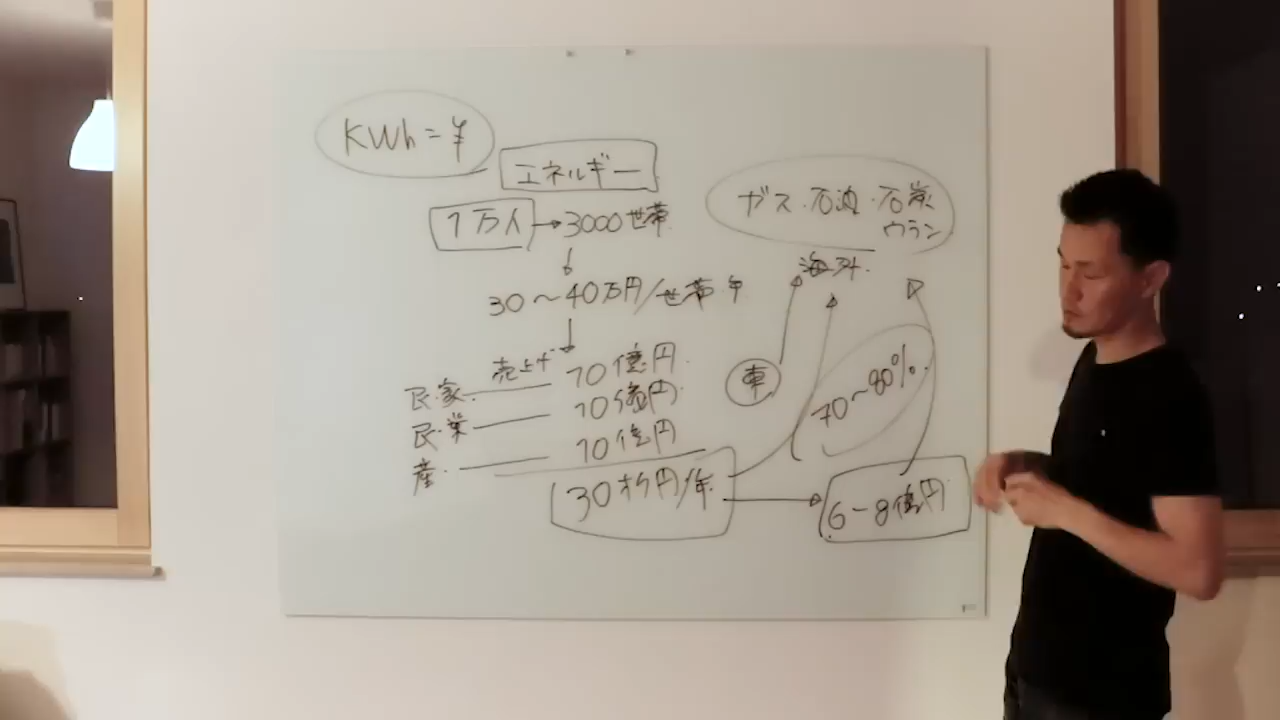 KWh = ¥
エネルギー
1万人→3000世帯
30〜40万円/世帯 年
売上げ
民・家 10億円
民・業 10億円
産・ 10億円
30オク円/年
6-8億円
ガス・石油・石炭
ウラン
海外
車
70〜80%